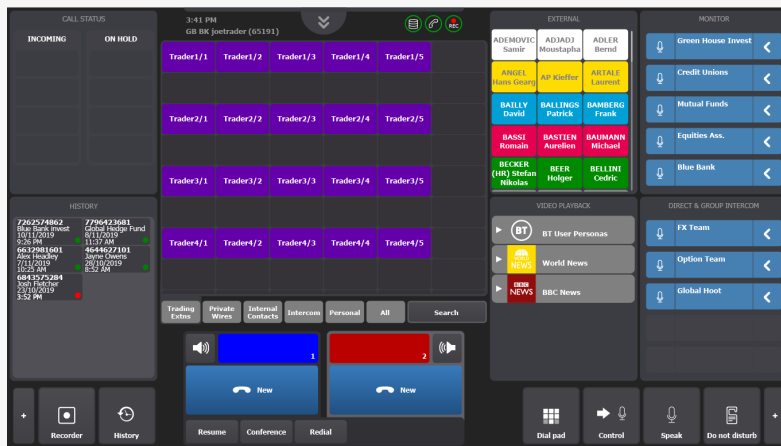 CALL STATUS
INCOMING
ON HOLD
3:41 PM
GB BK joetrader (65191)
REC
Trader1/1 Trader1/2 Trader1/3 Trader1/4 Trader1/5
Trader2/1 Trader2/2 Trader2/3 Trader2/4 Trader2/5
Trader3/1 Trader3/2 Trader3/3 Trader3/4 Trader3/5
Trader4/1 Trader4/2 Trader4/3 Trader4/4 Trader4/5
Trading
Extns
Private
Wires
Internal
Contacts
Intercom
Personal
All
Search
1
2
New
New
Resume
Conference
Redial
EXTERNAL
ADEMOVIC
Samir
ADJADJ
Moustapha
ADLER
Bernd
ANGEL
Hans Georg
AP Kieffer
ARTALE
Laurent
BAILLY
David
BALLINGS
Patrick
BAMBERG
Frank
BASSI
Romain
BASTIEN
Aurelien
BAUMANN
Michael
BECKER
(HR) Stefan
Nikolas
BEER
Holger
BELLINI
Cedric
MONITOR
Green House Invest
Credit Unions
Mutual Funds
Equities Ass.
Blue Bank
HISTORY
7262574862
Blue Bank invest
10/11/2019
9:26 PM
7796423681
Global Hedge Fund
8/11/2019
11:37 AM
6632981601
Alex Headley
7/11/2019
10:25 AM
4644627101
Jayne Owens
28/10/2019
8:52 AM
6843575284
Josh Fletcher
23/10/2019
3:52 PM
VIDEO PLAYBACK
BT
BT User Personas
WORLD
NEWS
World News
BBC
NEWS
BBC News
DIRECT & GROUP INTERCOM
FX Team
Option Team
Global Hoot
+
Recorder
History
Dial pad
Control
Speak
Do not disturb
+